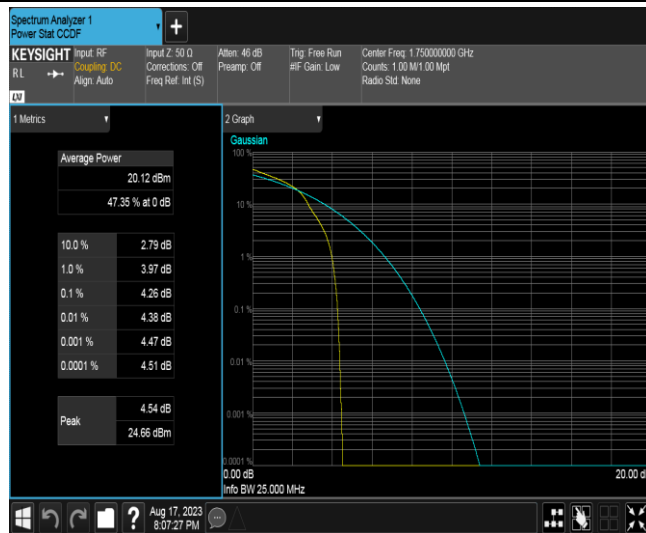 Spectrum Analyzer 1
Power Stat CCDF
+
KEYSIGHT
RL
LXI
Input: RF
Coupling: DC
Align: Auto
Input Z: 50 Ω
Corrections: Off
Freq Ref: Int (S)
Atten: 46 dB
Preamp: Off
Trig: Free Run
#IF Gain: Low
Center Freq: 1.750000000 GHz
Counts: 1.00 M/1.00 Mpt
Radio Std: None
1 Metrics
Average Power
20.12 dBm
47.35 % at 0 dB
10.0 % 2.79 dB
1.0 % 3.97 dB
0.1 % 4.26 dB
0.01 % 4.38 dB
0.001 % 4.47 dB
0.0001 % 4.51 dB
Peak
4.54 dB
24.66 dBm
2 Graph
Gaussian
100 %
10 %
1 %
0.1 %
0.01 %
0.001 %
0.0001 %
0.00 dB
20.00 d
Info BW 25.000 MHz
?
Aug 17, 2023
8:07:27 PM